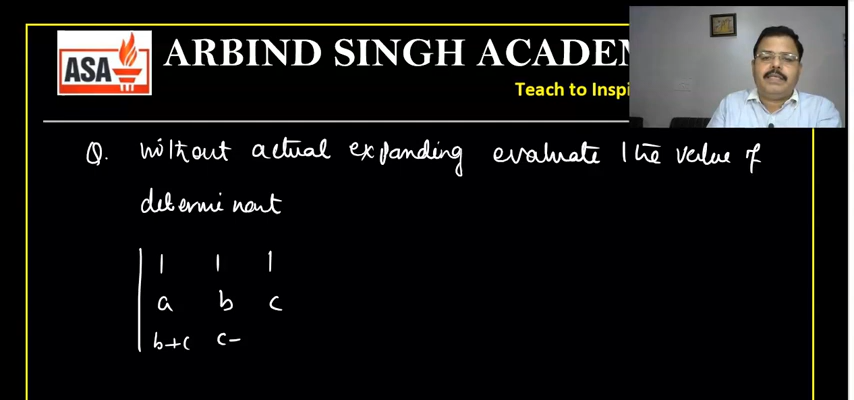 ASA
ARBIND SINGH ACADEM
Teach to Inspi
Q. without actual expanding evaluate the value of
determinant
1 1 1
a b c
b+c c-